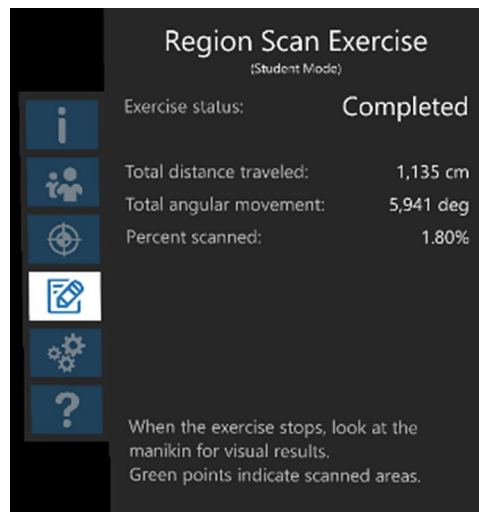 Region Scan Exercise
(Student Mode)
Exercise status: Completed
Total distance traveled: 1,135 cm
Total angular movement: 5,941 deg
Percent scanned: 1.80%
When the exercise stops, look at the
manikin for visual results.
Green points indicate scanned areas.